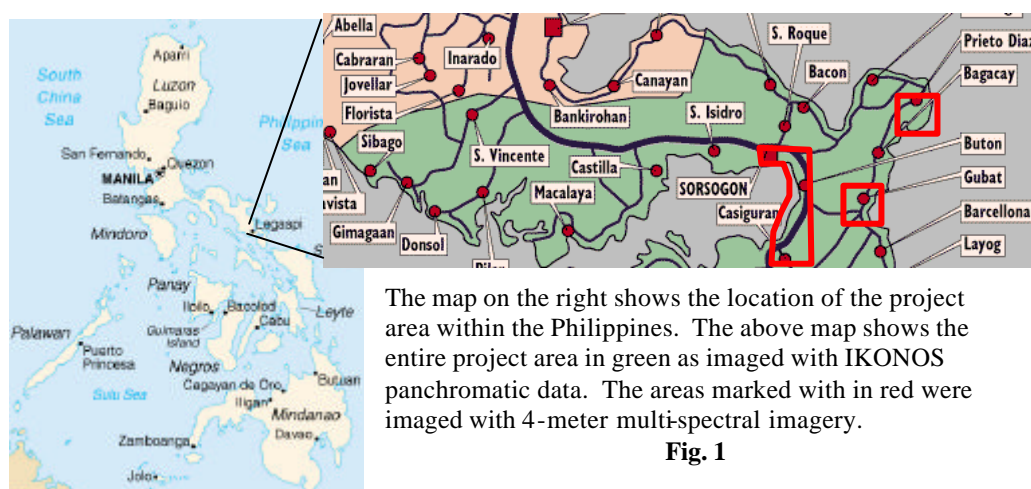 Aparri
South
China
Sea
Luzon
Baguio
Philippin
Sea
San Fernando
Quezon
MANILA
Batangas
Legaspi
Mindoro
S
Panay
Iloilo
Bacolod
Cebu
Leyte
Guimaras
Island
Palawan
Puerto
Princesa
Negros
Cagayan de Oro
Butuan
Sulu Sea
Iligan
Mindanao
Davao
Zamboanga
Jolo
Abella
S. Roque
Prieto Diaz
Cabraran
Inarado
Bacon
Bagacay
Jovellar
Canayan
Florista
Bankirohan
S. Isidro
Sibago
S. Vincente
Castilla
Buton
an
Macalaya
SORSOGON
Gubat
avista
Casiguran
Gimagaan
Donsol
Barcellona
Layog
The map on the right shows the location of the project
area within the Philippines. The above map shows the
entire project area in green as imaged with IKONOS
panchromatic data. The areas marked with in red were
imaged with 4-meter multi-spectral imagery.
Fig. 1